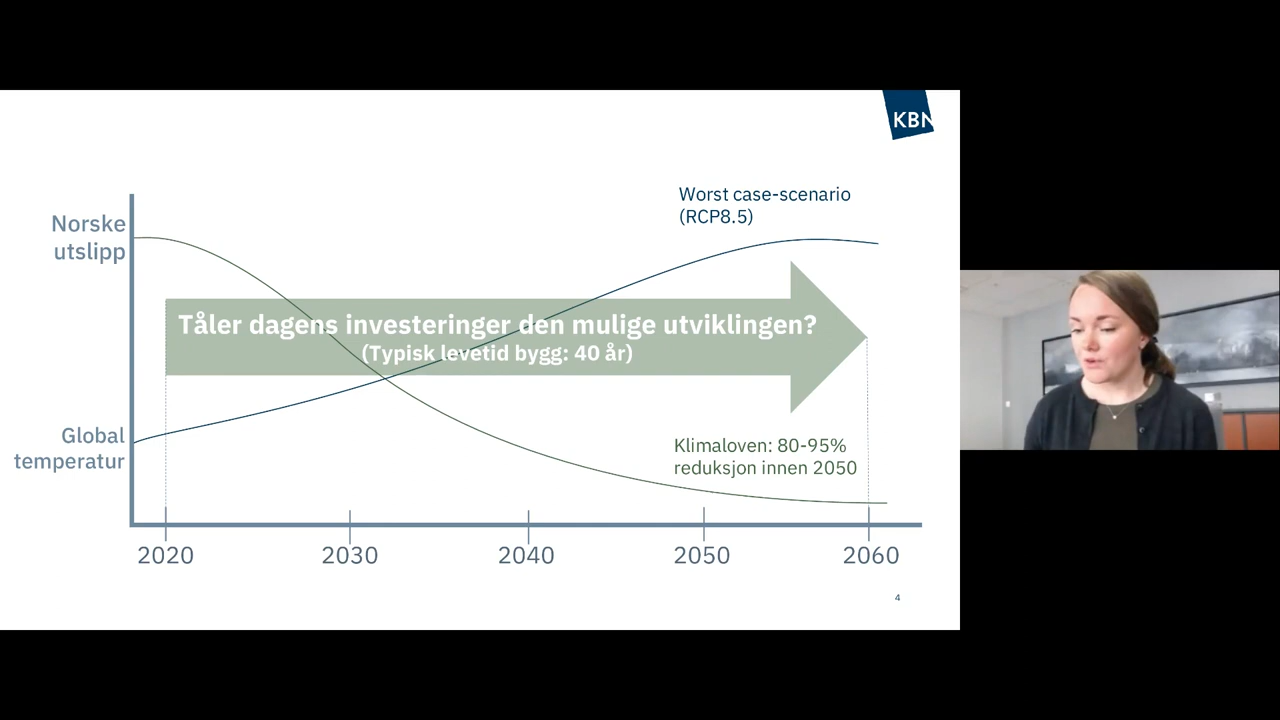 KBN
Worst case-scenario
(RCP8.5)
Norske
utslipp
Tåler dagens investeringer den mulige utviklingen?
(Typisk levetid bygg: 40 år)
Global
temperatur
Klimaloven: 80-95%
reduksjon innen 2050
2020 2030 2040 2050 2060
4